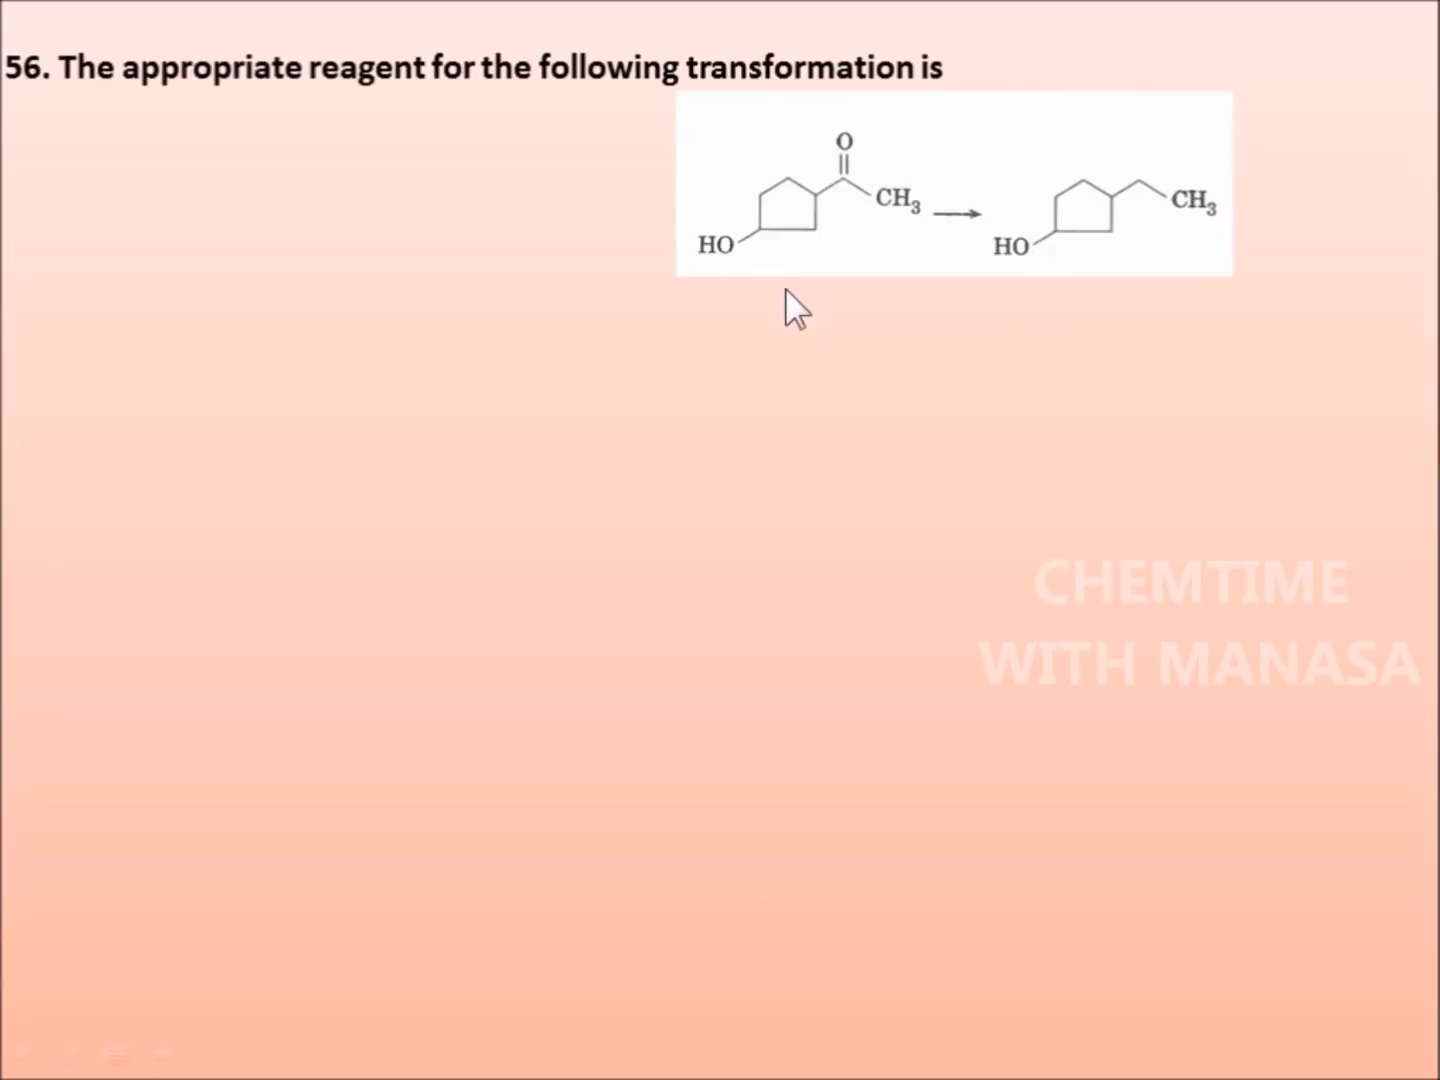 56. The appropriate reagent for the following transformation is
O
CH3
HO
CH3
HO
CHEMTIME
WITH MANASA